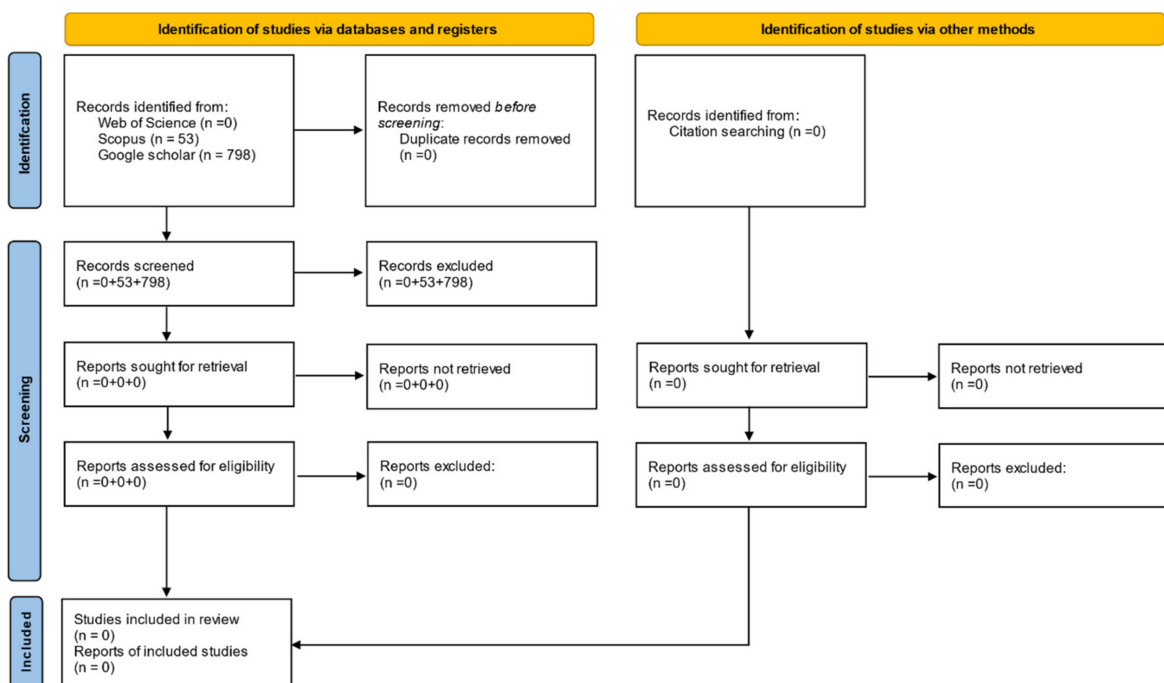 Identification of studies via databases and registers
Identification of studies via other methods
Identifcation
Records identified from:
Web of Science (n =0)
Scopus (n = 53)
Google scholar (n = 798)
Records removed before
screening:
Duplicate records removed
(n =0)
Records identified from:
Citation searching (n =0)
Screening
Records screened
(n =0+53+798)
Records excluded
(n =0+53+798)
Reports sought for retrieval
(n =0+0+0)
Reports not retrieved
(n =0+0+0)
Reports sought for retrieval
(n =0)
Reports not retrieved
(n =0)
Reports assessed for eligibility
(n =0+0+0)
Reports excluded:
(n =0)
Reports assessed for eligibility
(n =0)
Reports excluded:
(n =0)
Included
Studies included in review
(n = 0)
Reports of included studies
(n = 0)